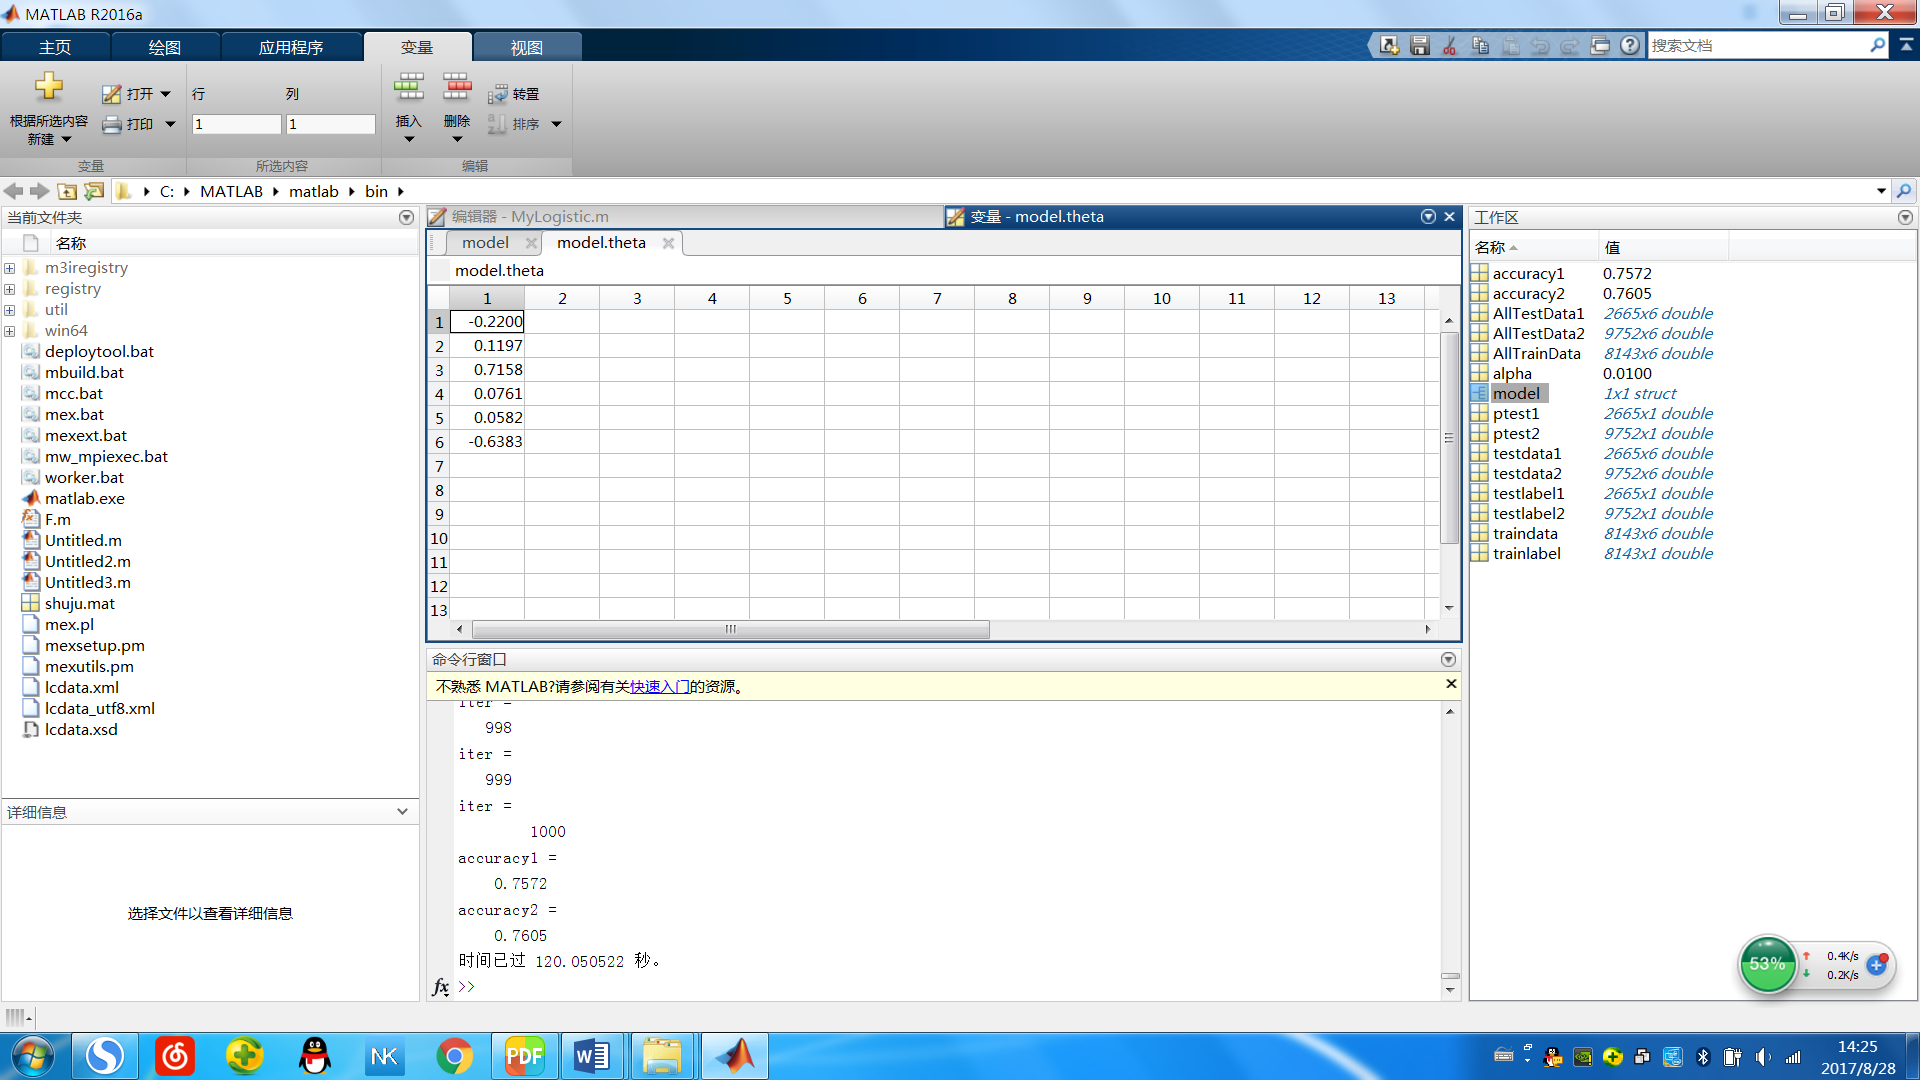 MATLAB R2016a
主页 绘图 应用程序 变量 视图
搜索文档
根据所选内容
新建
打开
打印
行 列
1 1
插入 删除 转置
排序
变量 所选内容 编辑
C: MATLAB matlab bin
当前文件夹
名称
m3iregistry
registry
util
win64
deploytool.bat
mbuild.bat
mcc.bat
mex.bat
mexext.bat
mw_mpiexec.bat
worker.bat
matlab.exe
F.m
Untitled.m
Untitled2.m
Untitled3.m
shuju.mat
mex.pl
mexsetup.pm
mexutils.pm
lcdata.xml
lcdata_utf8.xml
lcdata.xsd
详细信息
选择文件以查看详细信息
编辑器 - MyLogistic.m
变量 - model.theta
model model.theta
model.theta
1 2 3 4 5 6 7 8 9 10 11 12 13
1 -0.2200
2 0.1197
3 0.7158
4 0.0761
5 0.0582
6 -0.6383
7
8
9
10
11
12
13
命令行窗口
不熟悉 MATLAB?请参阅有关快速入门的资源。
iter =
998
iter =
999
iter =
1000
accuracy1 =
0.7572
accuracy2 =
0.7605
时间已过 120.050522 秒。
fx >>
工作区
名称 值
accuracy1 0.7572
accuracy2 0.7605
AllTestData1 2665x6 double
AllTestData2 9752x6 double
AllTrainData 8143x6 double
alpha 0.0100
model 1x1 struct
ptest1 2665x1 double
ptest2 9752x1 double
testdata1 2665x6 double
testdata2 9752x6 double
testlabel1 2665x1 double
testlabel2 9752x1 double
traindata 8143x6 double
trainlabel 8143x1 double
53%
0.4K/s
0.2K/s
NK
PDF
14:25
2017/8/28